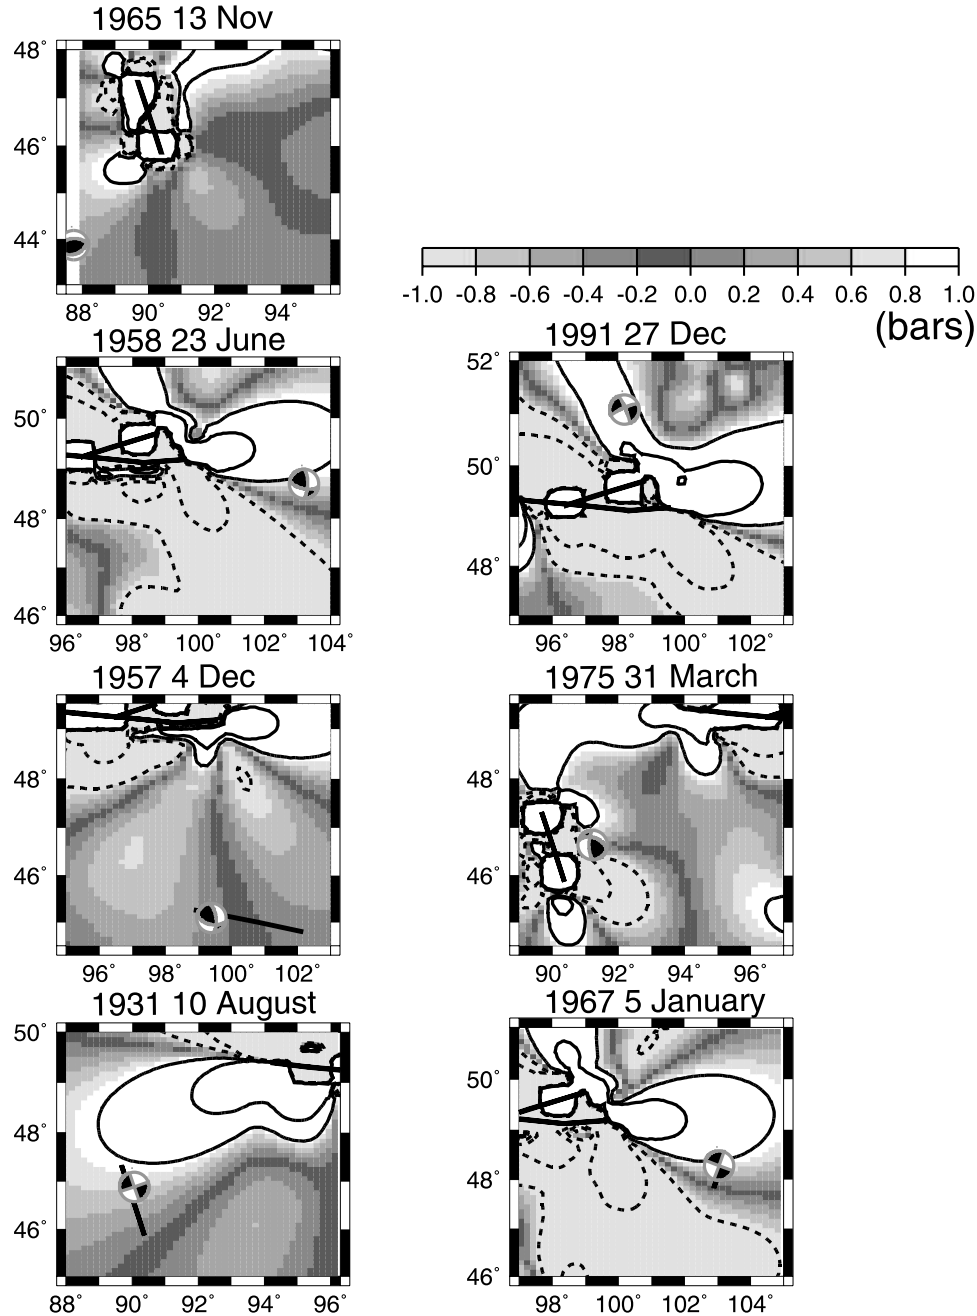 1965 13 Nov
48°
46°
44°
88° 90° 92° 94°
-1.0 -0.8 -0.6 -0.4 -0.2 0.0 0.2 0.4 0.6 0.8 1.0
(bars)
1958 23 June
50°
48°
46°
96° 98° 100° 102° 104°
1991 27 Dec
52°
50°
48°
96° 98° 100° 102°
1957 4 Dec
48°
46°
96° 98° 100° 102°
1975 31 March
48°
46°
90° 92° 94° 96°
1931 10 August
50°
48°
46°
88° 90° 92° 94° 96°
1967 5 January
50°
48°
46°
98° 100° 102° 104°